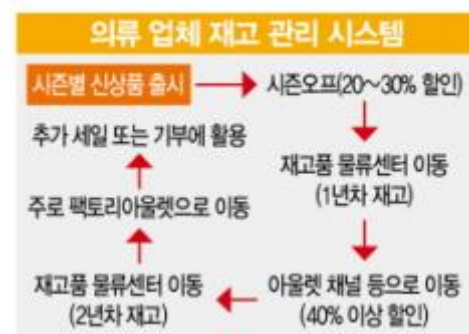 의류 업체 재고 관리 시스템
시즌별 신상품 출시
시즌오프(20~30% 할인)
재고품 물류센터 이동
(1년차 재고)
아울렛 채널 등으로 이동
(40% 이상 할인)
재고품 물류센터 이동
(2년차 재고)
주로 팩토리아울렛으로 이동
추가 세일 또는 기부에 활용